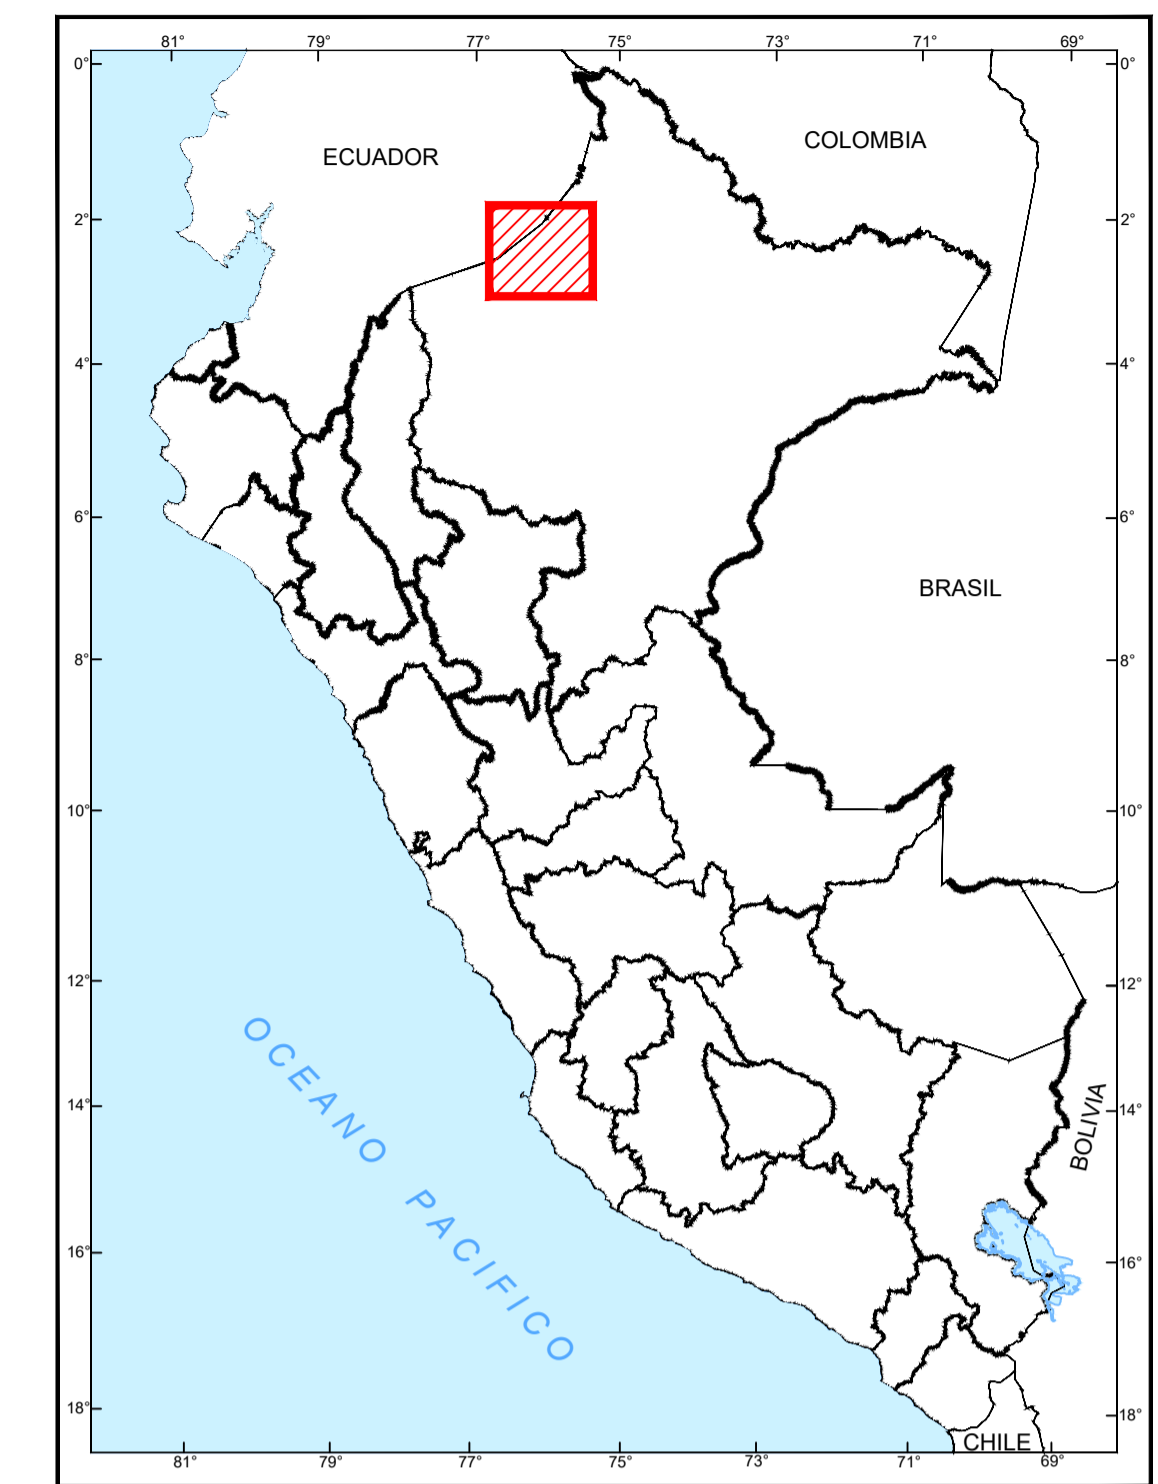 81° 79° 77° 75° 73° 71° 69°
0° 0°
COLOMBIA
ECUADOR
2° 2°
4° 4°
6° 6°
BRASIL
8° 8°
10° 10°
12° 12°
OCEANO PACIFICO
14° 14°
BOLIVIA
16° 16°
18° 18°
CHILE
81° 79° 77° 75° 73° 71° 69°